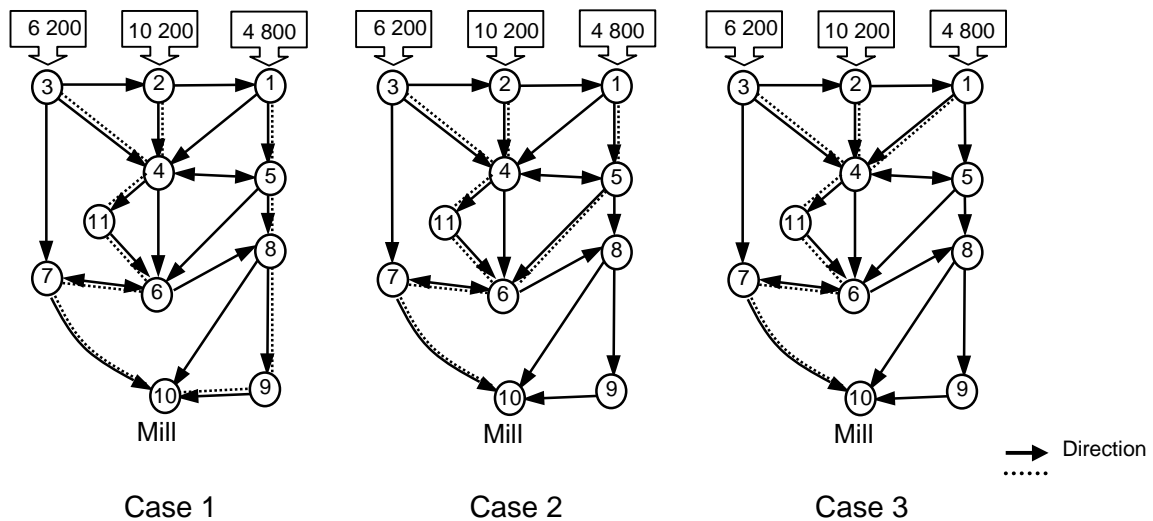 6 200 10 200 4 800 6 200 10 200 4 800 6 200 10 200 4 800
3 2 1 3 2 1 3 2 1
4 5 4 5 4 5
11 8 11 8 11 8
7 6 7 6 7 6
10 9 10 9 10 9
Mill Mill Mill
Direction
Case 1 Case 2 Case 3